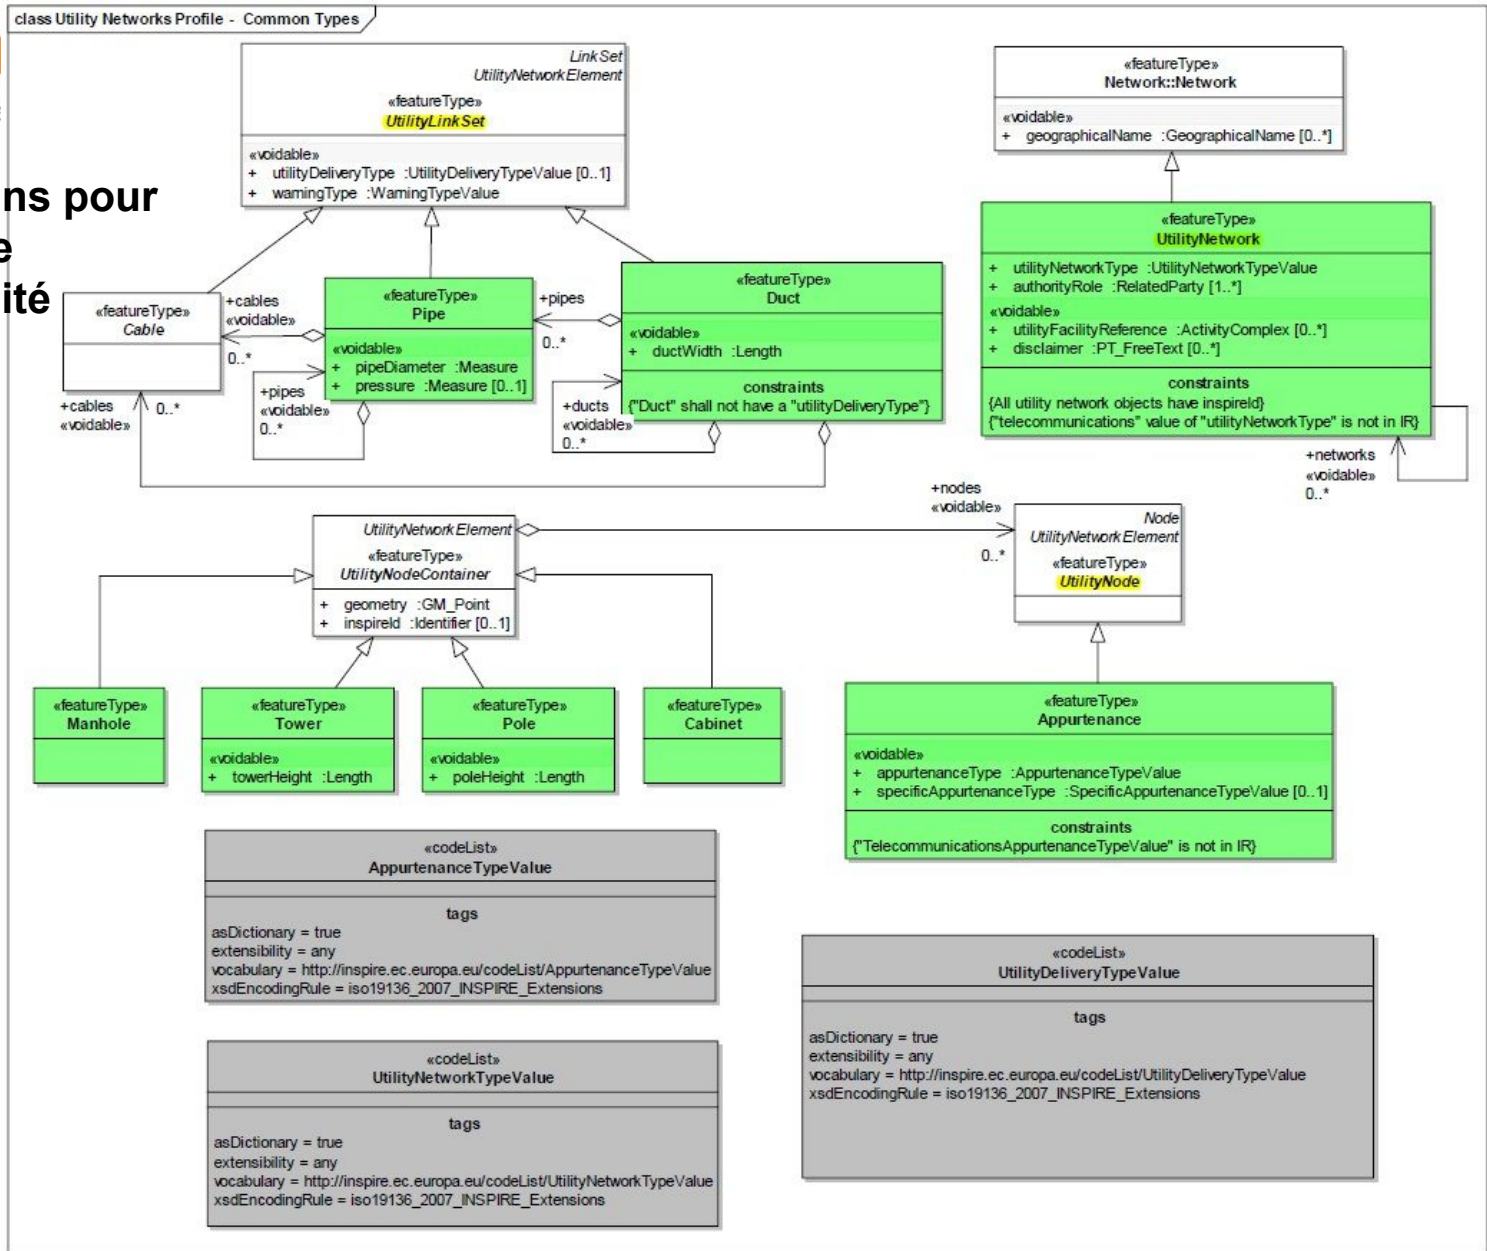 class Utility Networks Profile - Common Types
ns pour
e
ité
LinkSet
UtilityNetworkElement
«featureType»
UtilityLinkSet
«voidable»
+ utilityDeliveryType :UtilityDeliveryTypeValue [0..1]
+ warningType :WarningTypeValue
«featureType»
Network::Network
«voidable»
+ geographicalName :GeographicalName [0..*]
«featureType»
UtilityNetwork
+ utilityNetworkType :UtilityNetworkTypeValue
+ authorityRole :RelatedParty [1..*]
«voidable»
+ utilityFacilityReference :ActivityComplex [0..*]
+ disclaimer :PT_FreeText [0..*]
constraints
{All utility network objects have inspireId}
{"telecommunications" value of "utilityNetworkType" is not in IR}
+networks
«voidable»
0..*
«featureType»
Cable
+cables
«voidable»
0..*
«featureType»
Pipe
«voidable»
+ pipeDiameter :Measure
+ pressure :Measure [0..1]
+pipes
0..*
«featureType»
Duct
«voidable»
+ ductWidth :Length
constraints
{"Duct" shall not have a "utilityDeliveryType"}
+cables
«voidable»
0..*
+pipes
«voidable»
0..*
+ducts
«voidable»
0..*
UtilityNetworkElement
«featureType»
UtilityNodeContainer
+ geometry :GM_Point
+ inspireId :Identifier [0..1]
+nodes
«voidable»
0..*
Node
UtilityNetworkElement
«featureType»
UtilityNode
«featureType»
Manhole
«featureType»
Tower
«voidable»
+ towerHeight :Length
«featureType»
Pole
«voidable»
+ poleHeight :Length
«featureType»
Cabinet
«featureType»
Appurtenance
«voidable»
+ appurtenanceType :AppurtenanceTypeValue
+ specificAppurtenanceType :SpecificAppurtenanceTypeValue [0..1]
constraints
{"TelecommunicationsAppurtenanceTypeValue" is not in IR}
«codeList»
AppurtenanceTypeValue
tags
asDictionary = true
extensibility = any
vocabulary = http://inspire.ec.europa.eu/codeList/AppurtenanceTypeValue
xsdEncodingRule = iso19136_2007_INSPIRE_Extensions
«codeList»
UtilityDeliveryTypeValue
tags
asDictionary = true
extensibility = any
vocabulary = http://inspire.ec.europa.eu/codeList/UtilityDeliveryTypeValue
xsdEncodingRule = iso19136_2007_INSPIRE_Extensions
«codeList»
UtilityNetworkTypeValue
tags
asDictionary = true
extensibility = any
vocabulary = http://inspire.ec.europa.eu/codeList/UtilityNetworkTypeValue
xsdEncodingRule = iso19136_2007_INSPIRE_Extensions